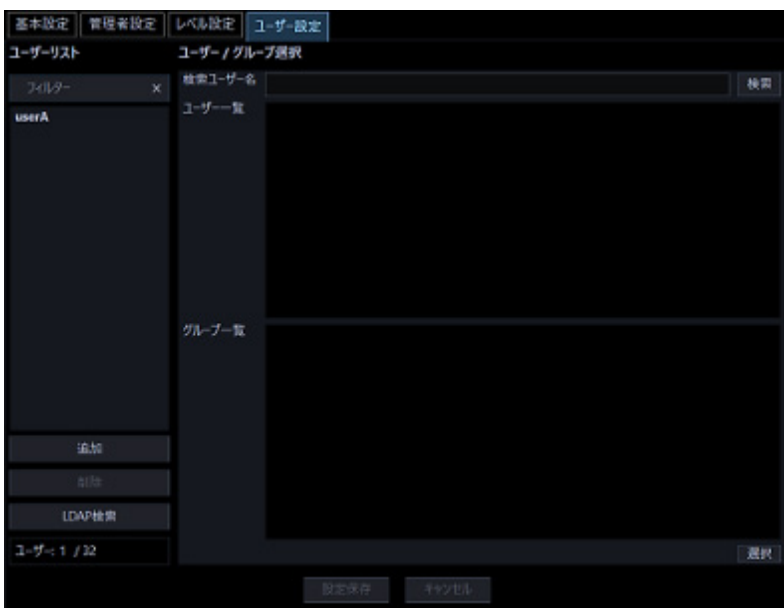 基本設定 管理者設定 レベル設定 ユーザー設定
ユーザーリスト
ユーザー / グループ選択
フィルター ×
userA
検索ユーザー名 検索
ユーザー一覧
グループ一覧
追加
削除
LDAP検索
ユーザー: 1 / 32
選択
設定保存 キャンセル